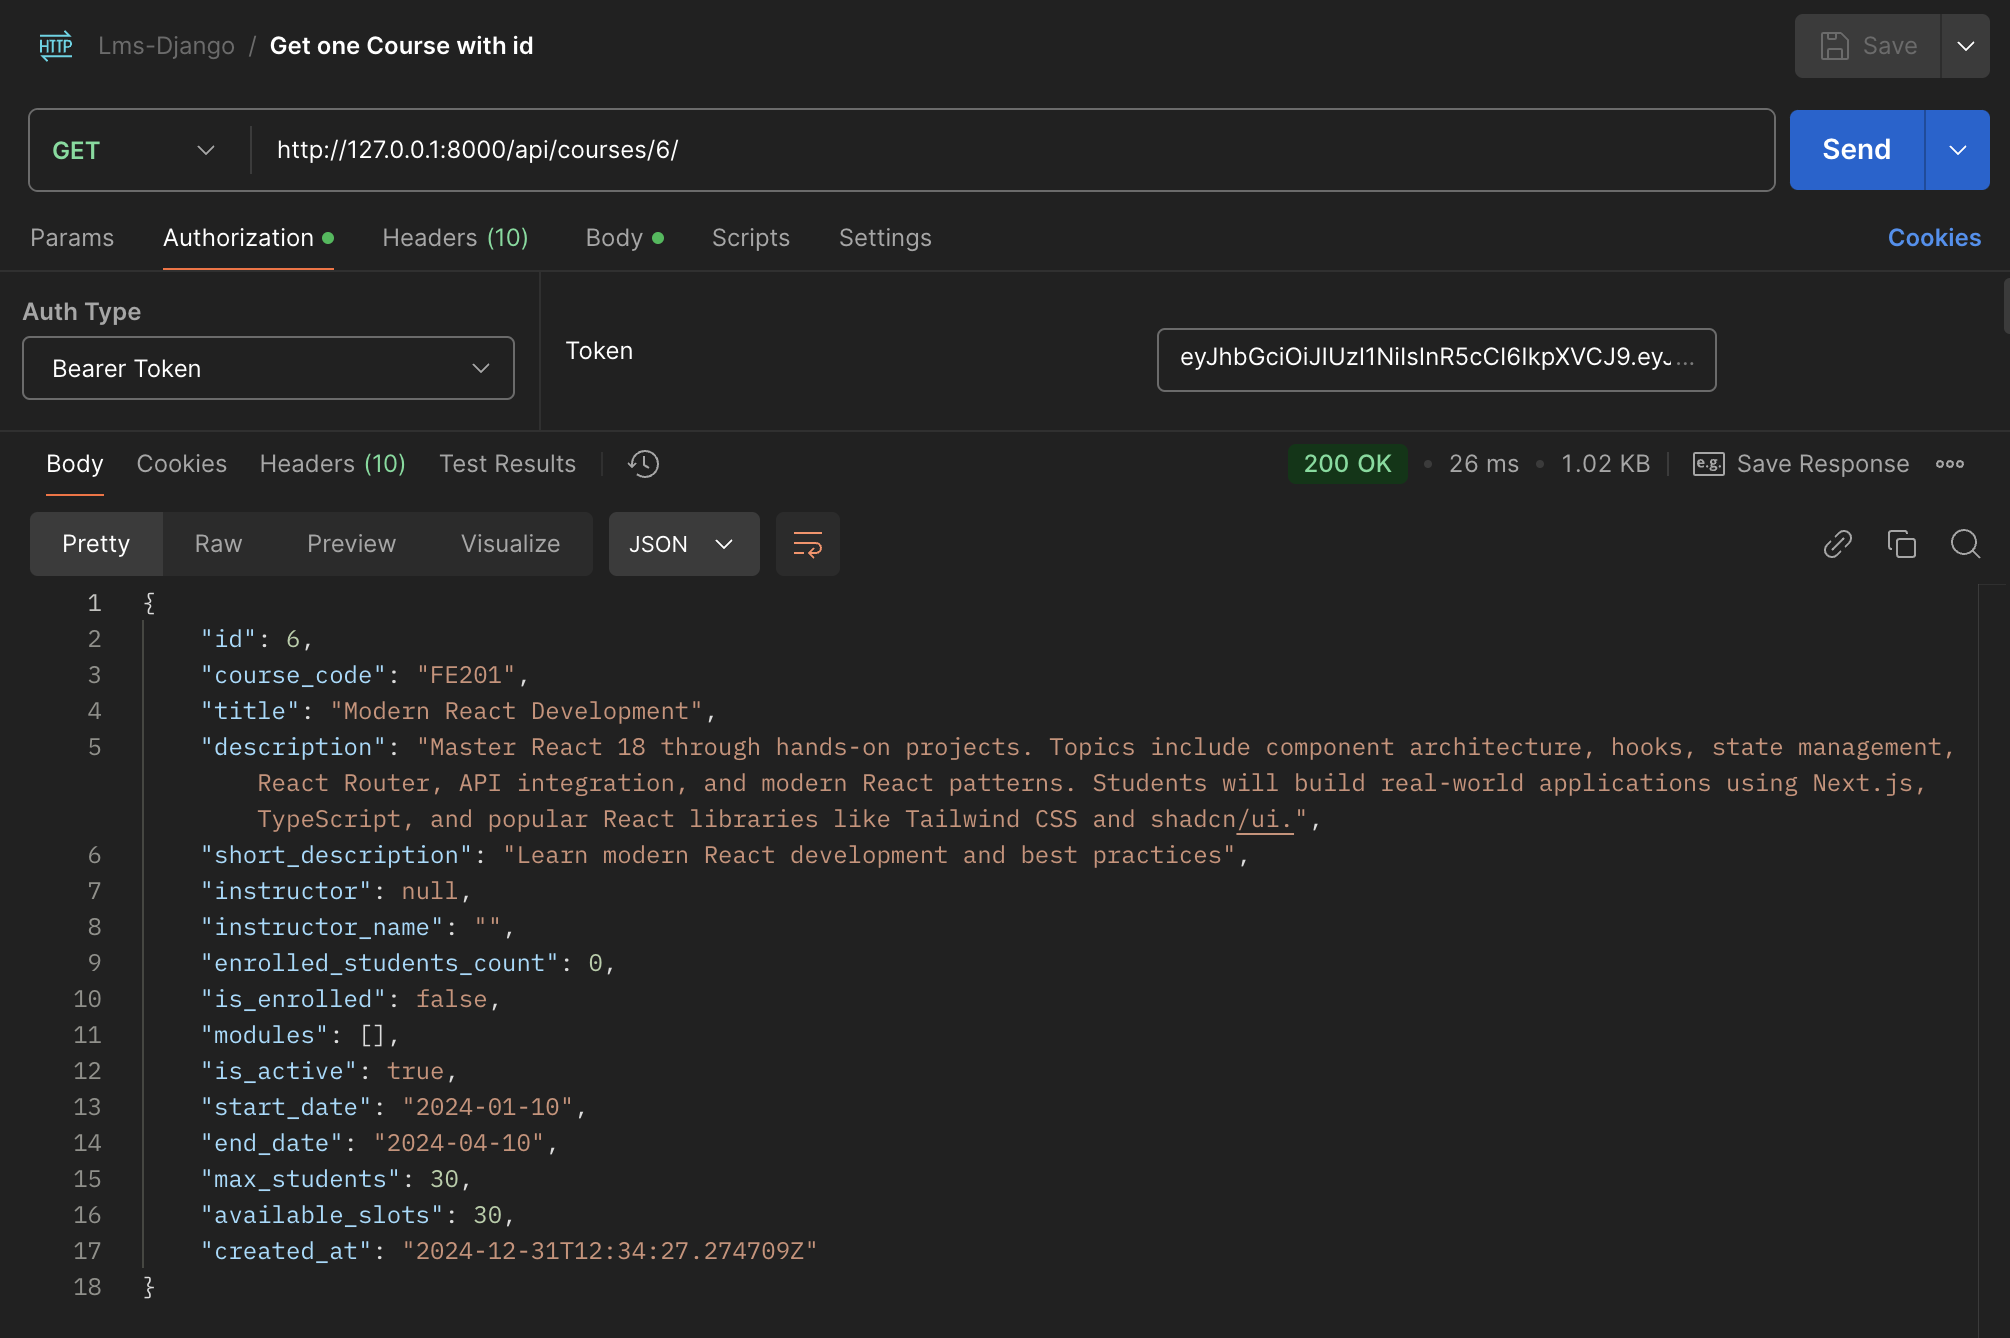 HTTP Lms-Django / Get one Course with id Save
GET http://127.0.0.1:8000/api/courses/6/ Send
Params Authorization Headers (10) Body Scripts Settings Cookies
Auth Type
Bearer Token
Token eyJhbGciOiJIUzI1NiIsInR5cCI6IkpXVCJ9.eyJ...
Body Cookies Headers (10) Test Results 200 OK 26 ms 1.02 KB e.g. Save Response
Pretty Raw Preview Visualize JSON
1 {
2 "id": 6,
3 "course_code": "FE201",
4 "title": "Modern React Development",
5 "description": "Master React 18 through hands-on projects. Topics include component architecture, hooks, state management,
React Router, API integration, and modern React patterns. Students will build real-world applications using Next.js,
TypeScript, and popular React libraries like Tailwind CSS and shadcn/ui.",
6 "short_description": "Learn modern React development and best practices",
7 "instructor": null,
8 "instructor_name": "",
9 "enrolled_students_count": 0,
10 "is_enrolled": false,
11 "modules": [],
12 "is_active": true,
13 "start_date": "2024-01-10",
14 "end_date": "2024-04-10",
15 "max_students": 30,
16 "available_slots": 30,
17 "created_at": "2024-12-31T12:34:27.274709Z"
18 }